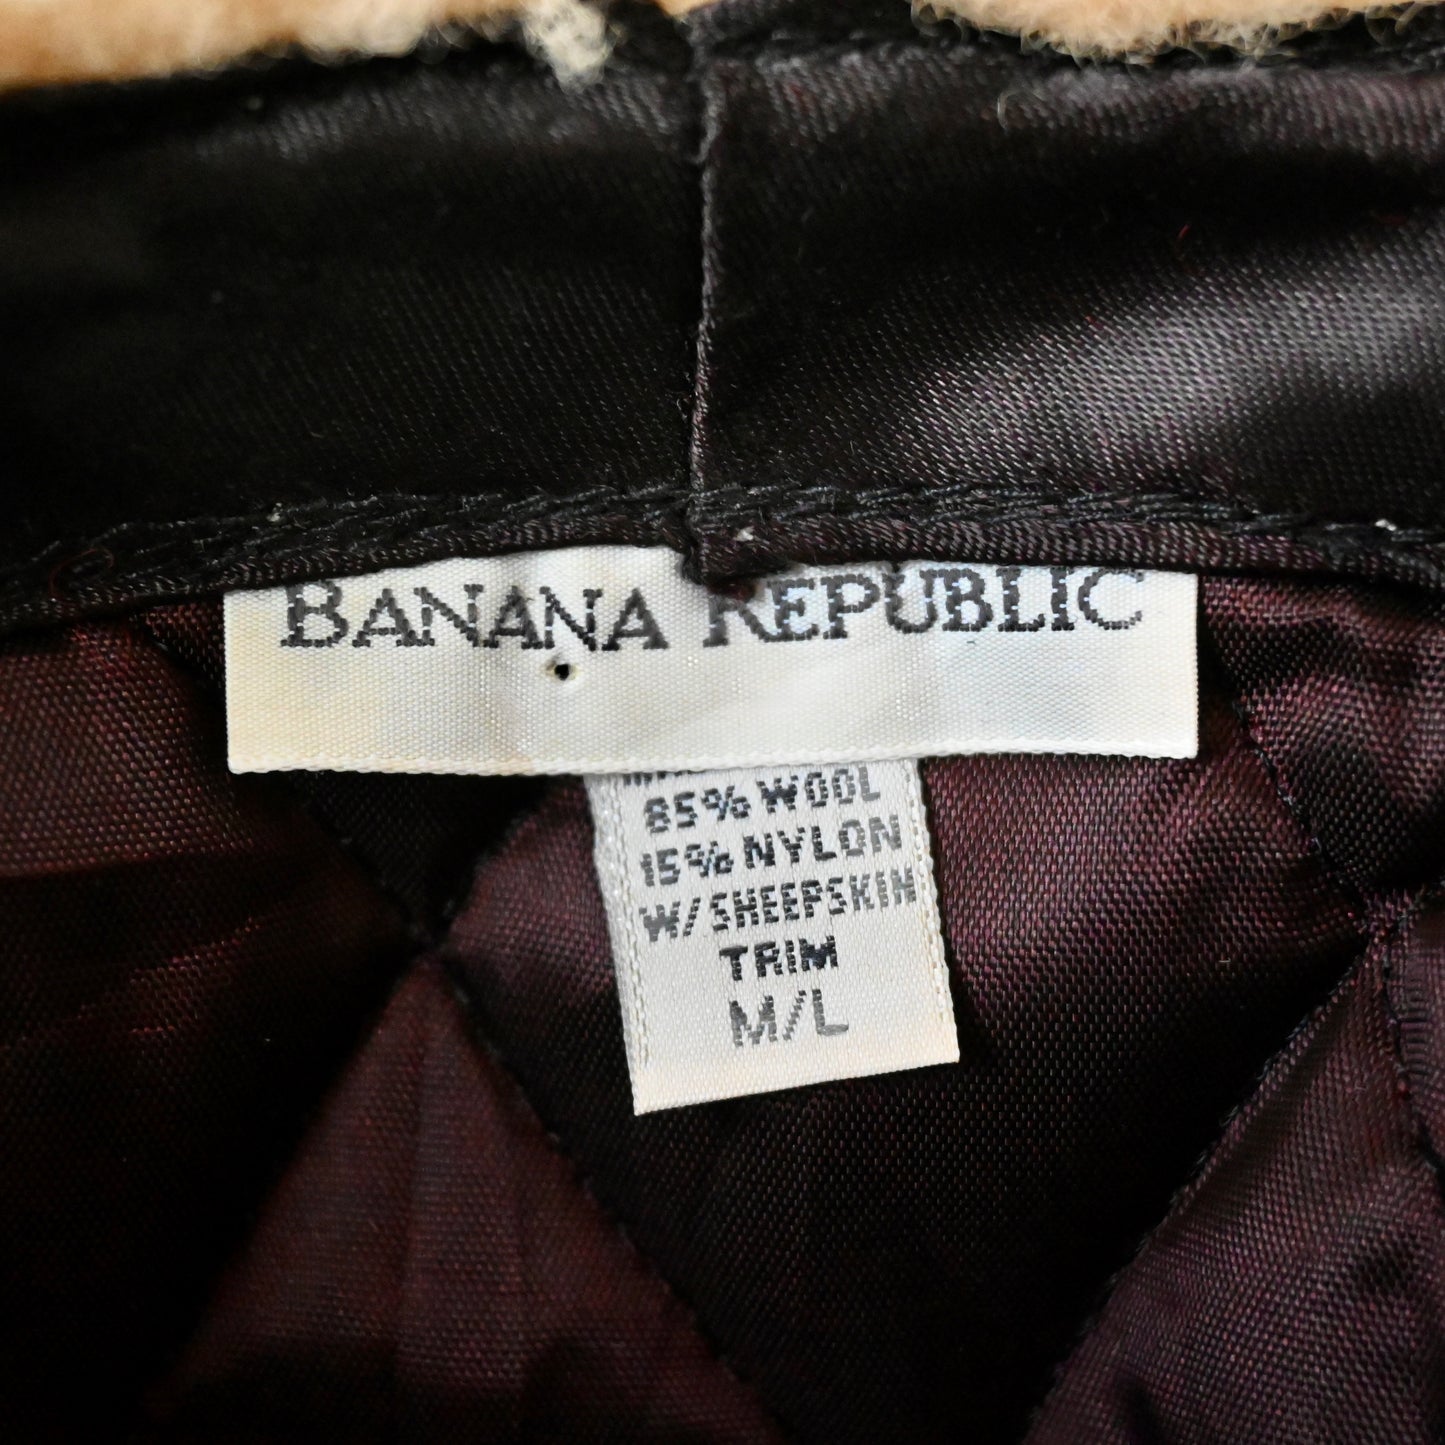 BANANA REPUBLIC
85% WOOL
15% NYLON
W/SHEEPSKIN
TRIM
M/L